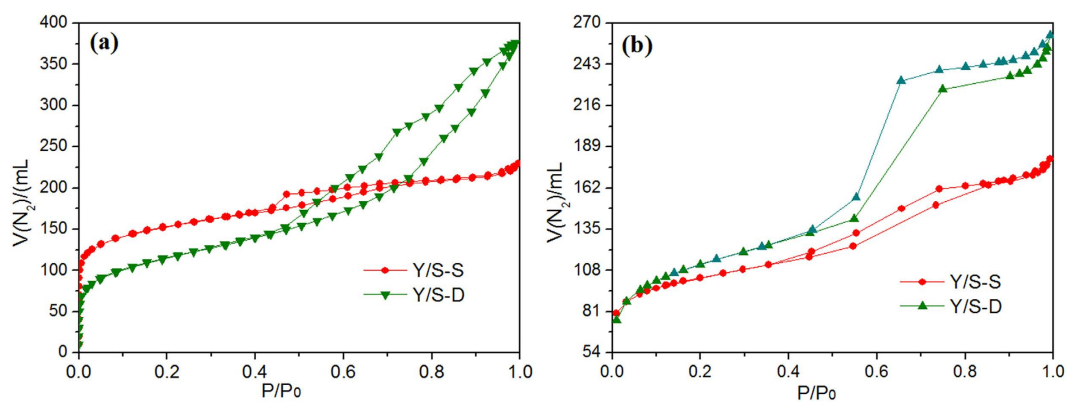 (a)
V(N₂)/(mL)
400
350
300
250
200
150
100
50
0
0.0 0.2 0.4 0.6 0.8 1.0
P/P₀
Y/S-S
Y/S-D
(b)
V(N₂)/mL
270
243
216
189
162
135
108
81
54
0.0 0.2 0.4 0.6 0.8 1.0
P/P₀
Y/S-S
Y/S-D